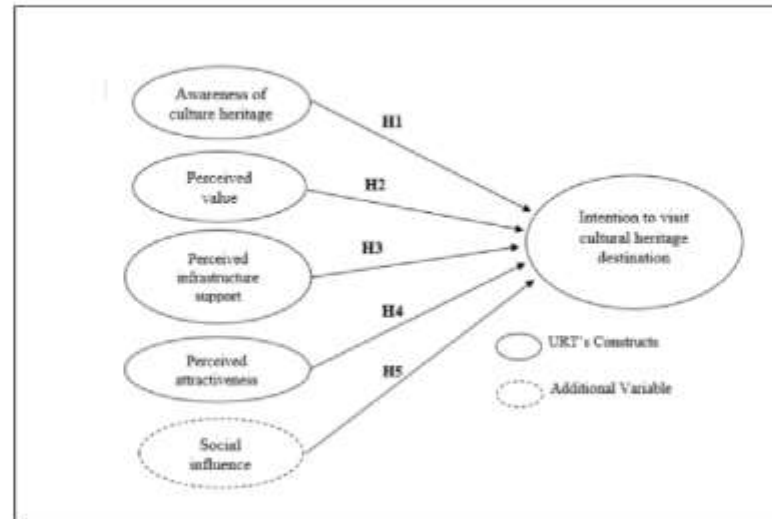 Awareness of
culture heritage
H1
Perceived
value
H2
Perceived
infrastructure
support
H3
Perceived
attractiveness
H4
Social
influence
H5
Intention to visit
cultural heritage
destination
URT's Constructs
Additional Variable